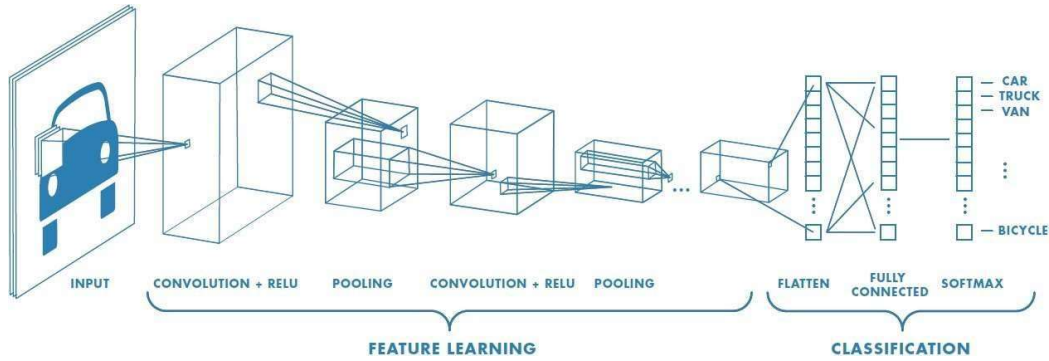 CAR
TRUCK
VAN
BICYCLE
INPUT
CONVOLUTION + RELU
POOLING
CONVOLUTION + RELU
POOLING
FLATTEN
FULLY
CONNECTED
SOFTMAX
FEATURE LEARNING
CLASSIFICATION